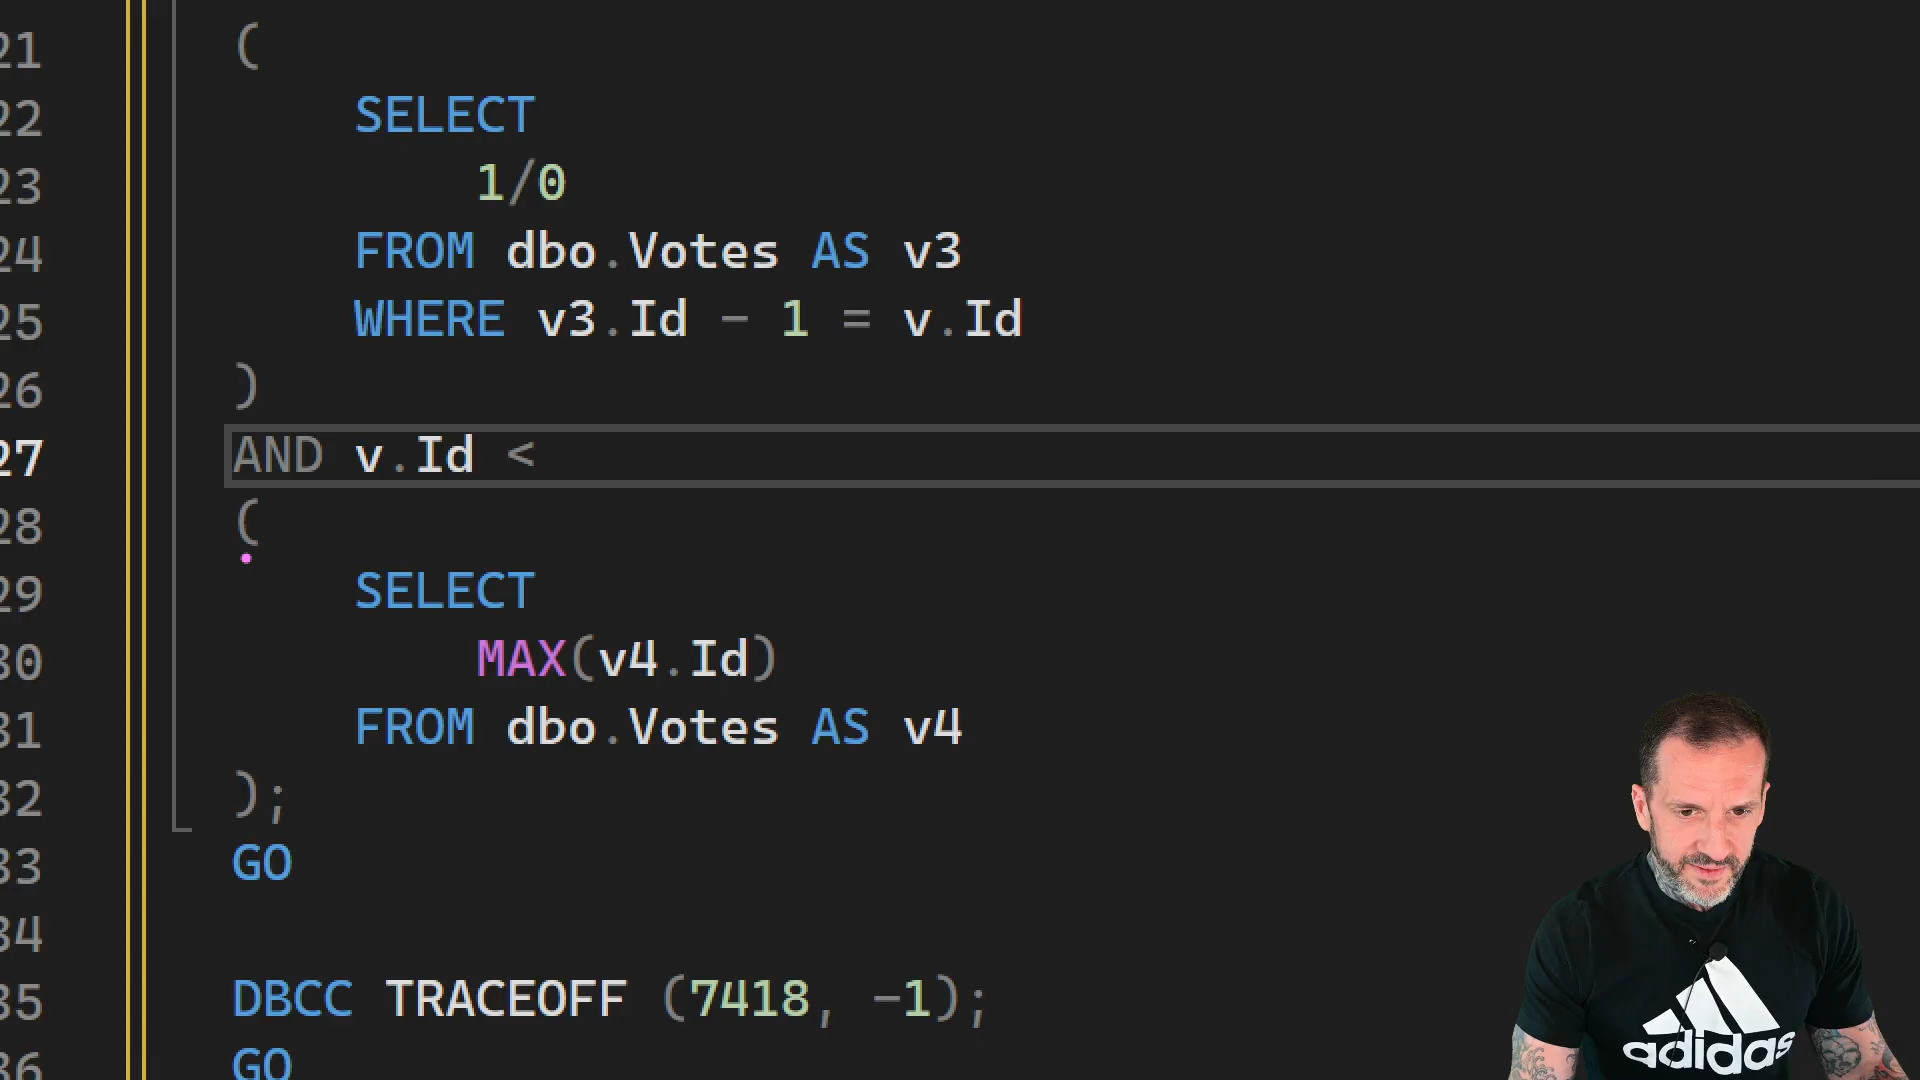 21 (
22 SELECT
23 1/0
24 FROM dbo.Votes AS v3
25 WHERE v3.Id - 1 = v.Id
26 )
27 AND v.Id <
28 (
29 SELECT
30 MAX(v4.Id)
31 FROM dbo.Votes AS v4
32 );
33 GO
34
35 DBCC TRACEOFF (7418, -1);
36 GO
adidas